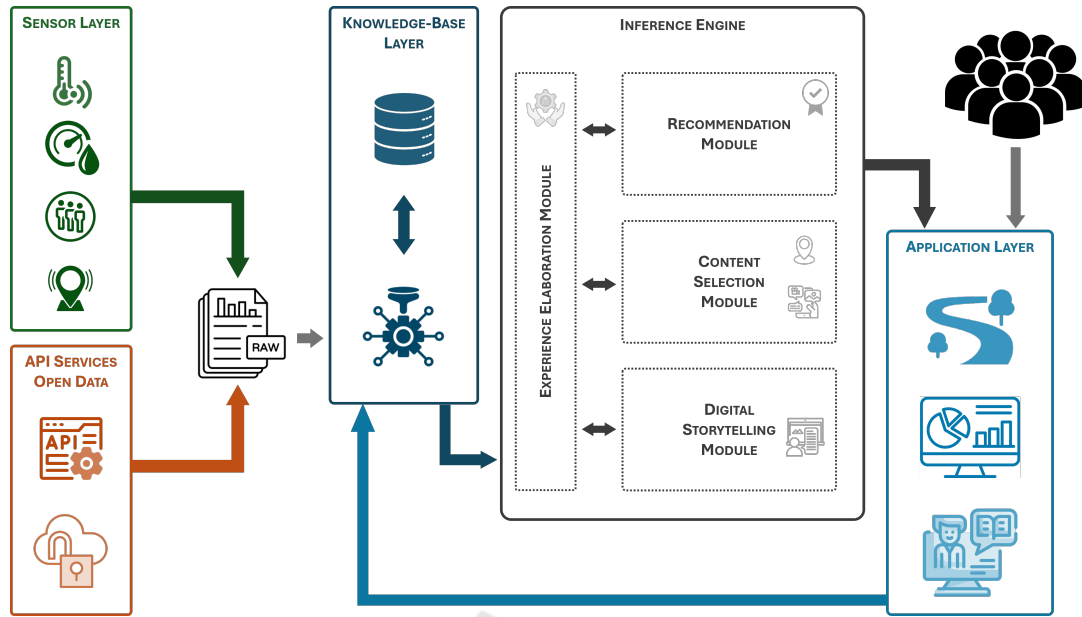 SENSOR LAYER
API SERVICES
OPEN DATA
API
RAW
KNOWLEDGE-BASE
LAYER
INFERENCE ENGINE
EXPERIENCE ELABORATION MODULE
RECOMMENDATION
MODULE
CONTENT
SELECTION
MODULE
DIGITAL
STORYTELLING
MODULE
APPLICATION LAYER